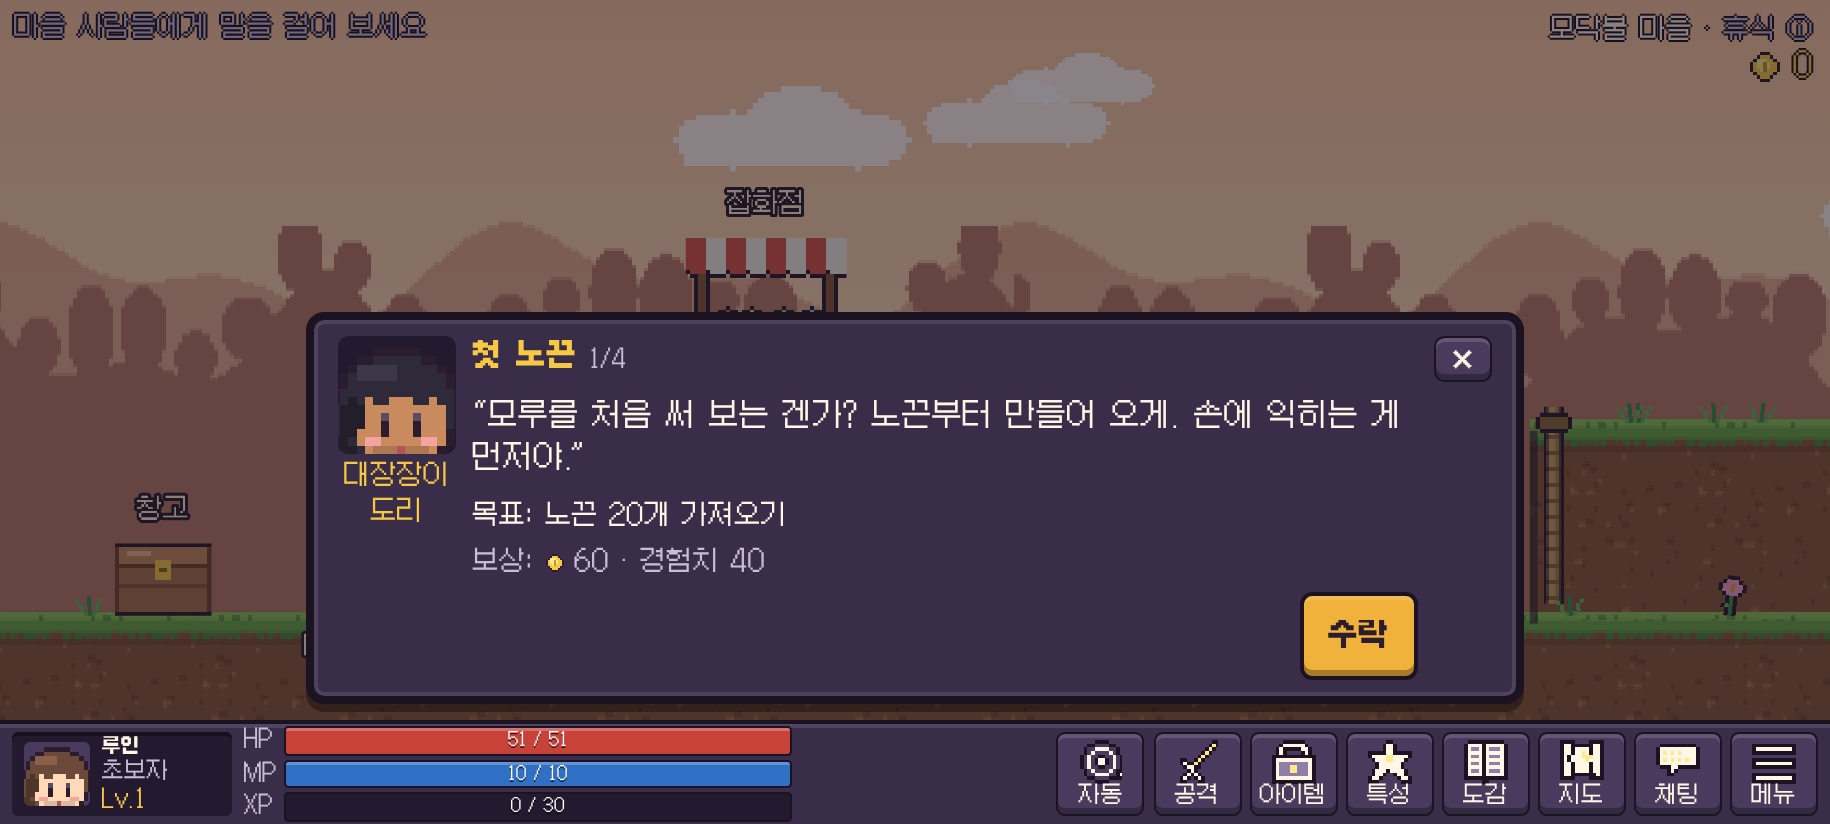 마을 사람들에게 말을 걸어 보세요
모닥불 마을 · 휴식 ①
0
잡화점
첫 노끈 1/4
“모루를 처음 써 보는 겐가? 노끈부터 만들어 오게. 손에 익히는 게
먼저야.”
대장장이
도리
목표: 노끈 20개 가져오기
보상: 60 · 경험치 40
수락
창고
루인
초보자
Lv.1
HP 51 / 51
MP 10 / 10
XP 0 / 30
자동 공격 아이템 특성 도감 지도 채팅 메뉴